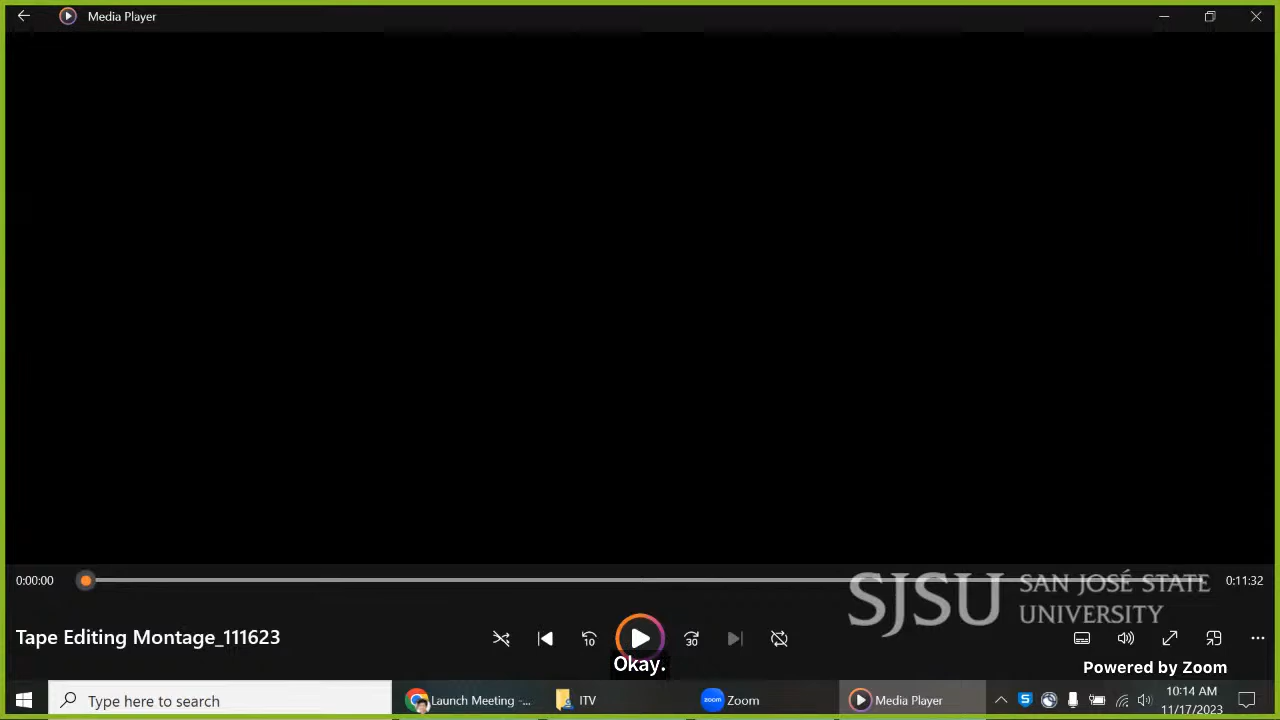 Media Player
0:00:00
0:11:32
SJSU SAN JOSÉ STATE
UNIVERSITY
Tape Editing Montage_111623
10
30
Okay.
Powered by Zoom
Type here to search
Launch Meeting -...
ITV
zoom
Zoom
Media Player
S
10:14 AM
11/17/2023